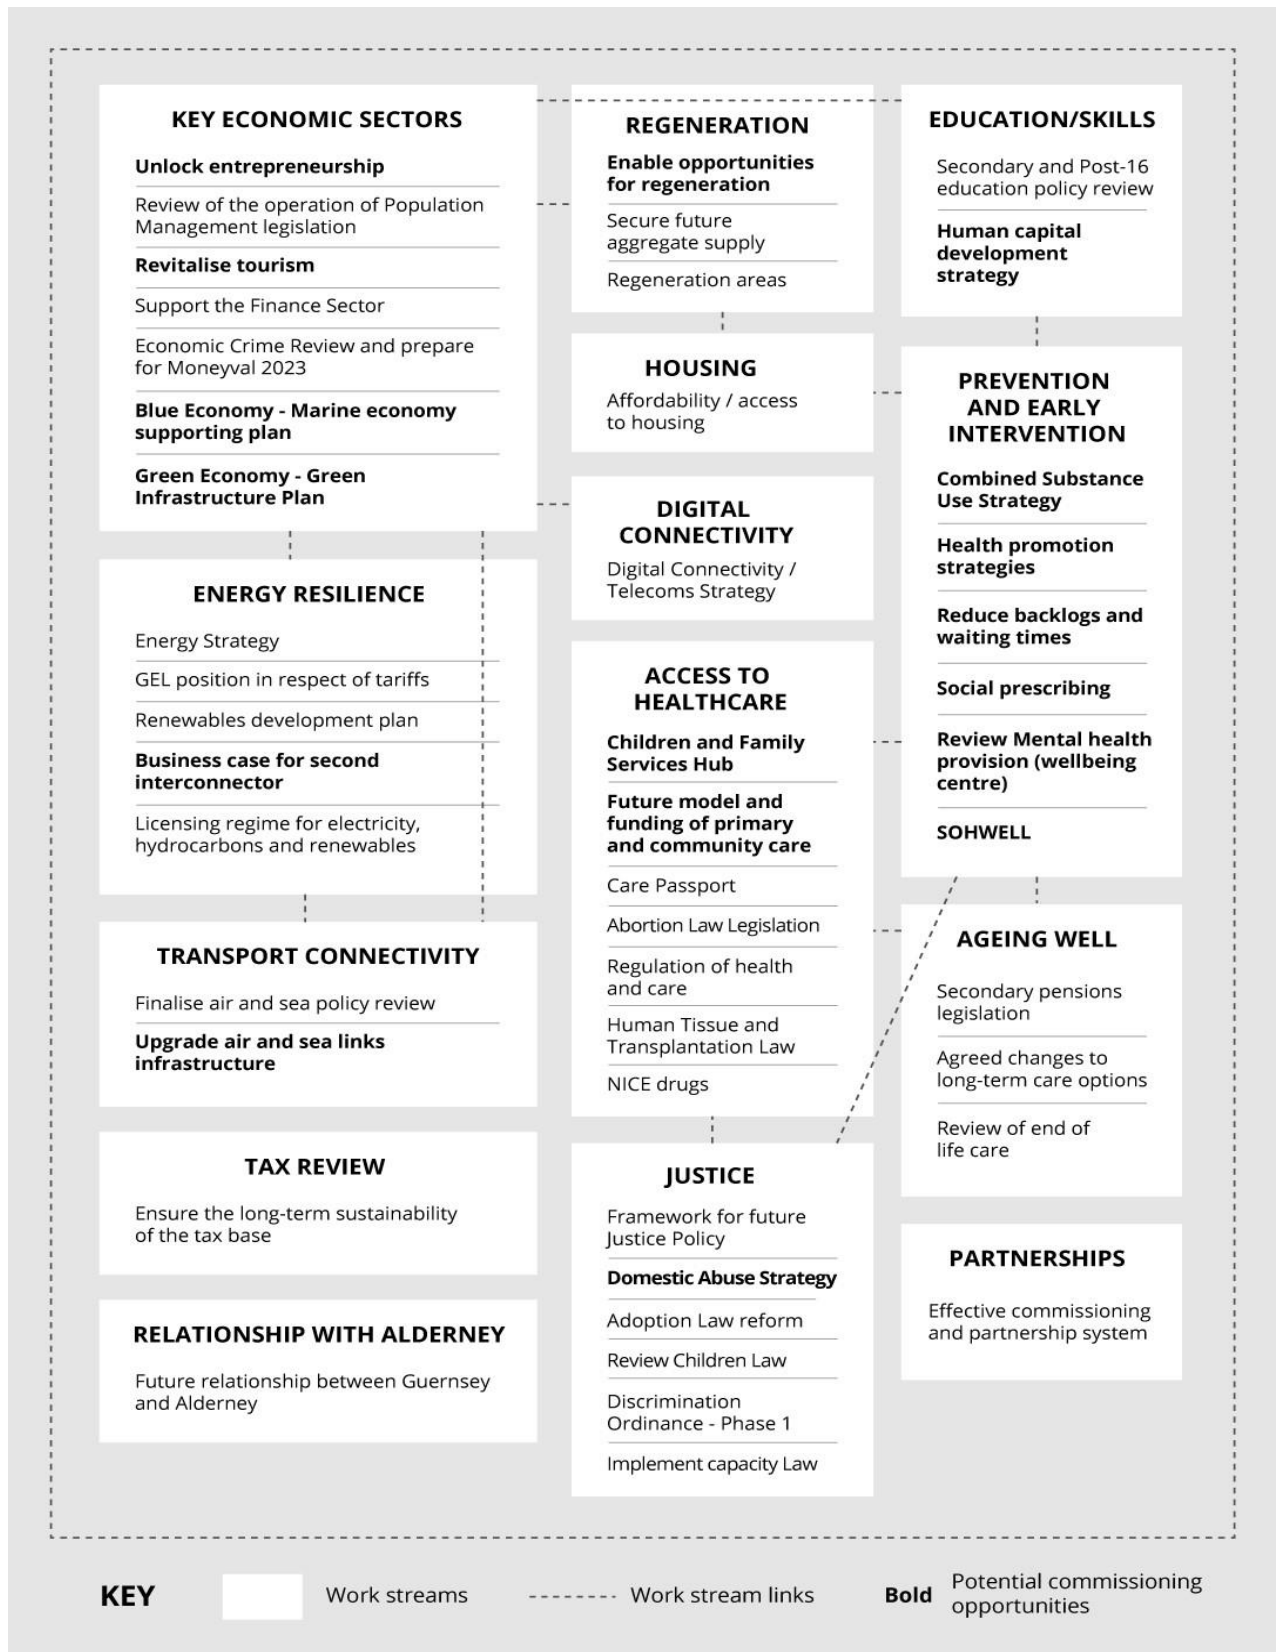 KEY ECONOMIC SECTORS
Unlock entrepreneurship
Review of the operation of Population
Management legislation
Revitalise tourism
Support the Finance Sector
Economic Crime Review and prepare
for Moneyval 2023
Blue Economy - Marine economy
supporting plan
Green Economy - Green
Infrastructure Plan
ENERGY RESILIENCE
Energy Strategy
GEL position in respect of tariffs
Renewables development plan
Business case for second
interconnector
Licensing regime for electricity,
hydrocarbons and renewables
TRANSPORT CONNECTIVITY
Finalise air and sea policy review
Upgrade air and sea links
infrastructure
TAX REVIEW
Ensure the long-term sustainability
of the tax base
RELATIONSHIP WITH ALDERNEY
Future relationship between Guernsey
and Alderney
REGENERATION
Enable opportunities
for regeneration
Secure future
aggregate supply
Regeneration areas
HOUSING
Affordability / access
to housing
DIGITAL
CONNECTIVITY
Digital Connectivity /
Telecoms Strategy
ACCESS TO
HEALTHCARE
Children and Family
Services Hub
Future model and
funding of primary
and community care
Care Passport
Abortion Law Legislation
Regulation of health
and care
Human Tissue and
Transplantation Law
NICE drugs
JUSTICE
Framework for future
Justice Policy
Domestic Abuse Strategy
Adoption Law reform
Review Children Law
Discrimination
Ordinance - Phase 1
Implement capacity Law
EDUCATION/SKILLS
Secondary and Post-16
education policy review
Human capital
development
strategy
PREVENTION
AND EARLY
INTERVENTION
Combined Substance
Use Strategy
Health promotion
strategies
Reduce backlogs and
waiting times
Social prescribing
Review Mental health
provision (wellbeing
centre)
SOHWELL
AGEING WELL
Secondary pensions
legislation
Agreed changes to
long-term care options
Review of end of
life care
PARTNERSHIPS
Effective commissioning
and partnership system
KEY
Work streams
Work stream links
Bold
Potential commissioning
opportunities